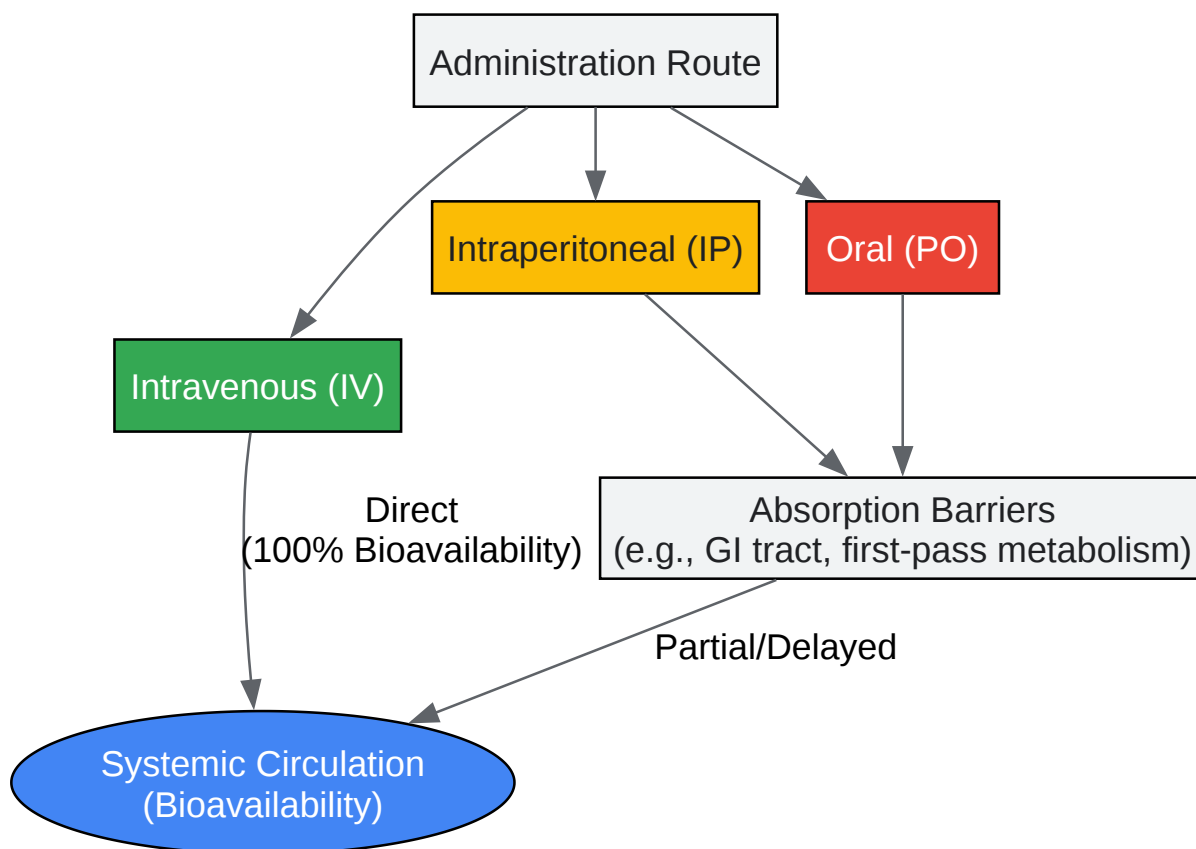 Administration Route
Intraperitoneal (IP)
Oral (PO)
Intravenous (IV)
Direct
(100% Bioavailability)
Absorption Barriers
(e.g., GI tract, first-pass metabolism)
Partial/Delayed
Systemic Circulation
(Bioavailability)